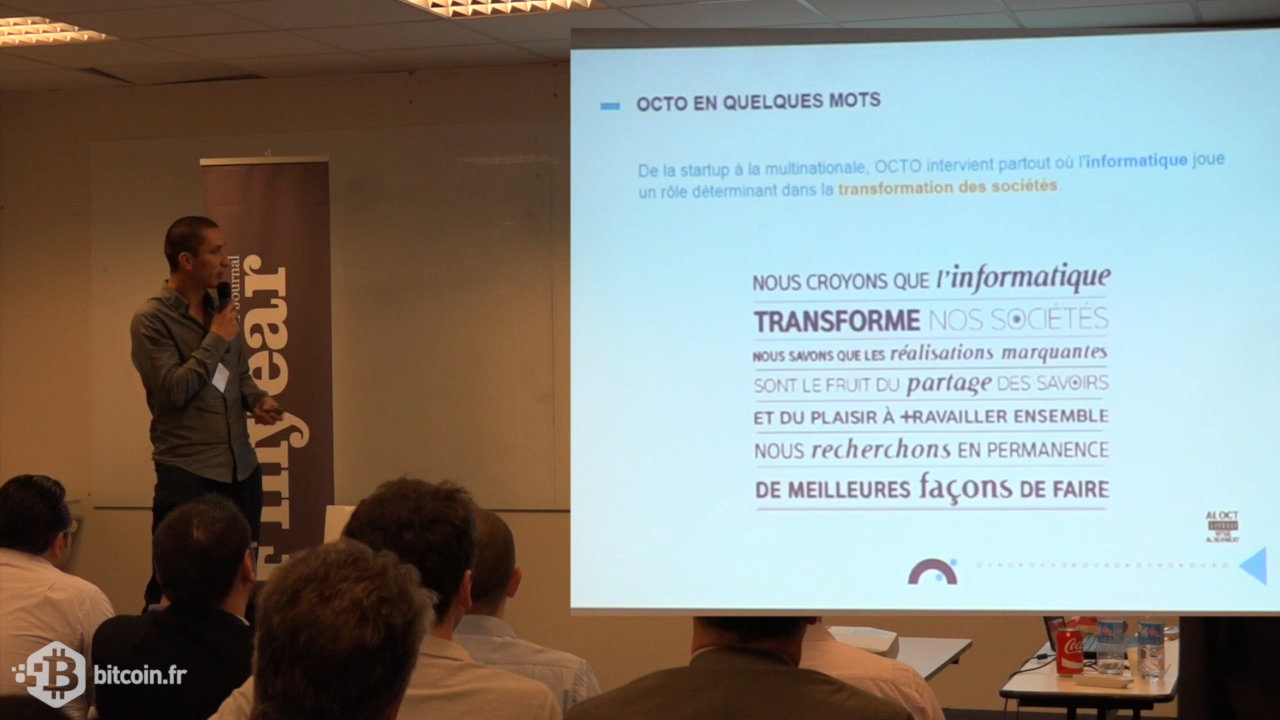 OCTO EN QUELQUES MOTS
De la startup à la multinationale, OCTO intervient partout où l'informatique joue
un rôle déterminant dans la transformation des sociétés.
NOUS CROYONS QUE l'informatique
TRANSFORME NOS SOCIÉTÉS
NOUS SAVONS QUE LES réalisations marquantes
SONT LE FRUIT DU partage DES SAVOIRS
ET DU PLAISIR À TRAVAILLER ENSEMBLE
NOUS recherchons EN PERMANENCE
DE MEILLEURES façons DE FAIRE
Journal
myear
bitcoin.fr